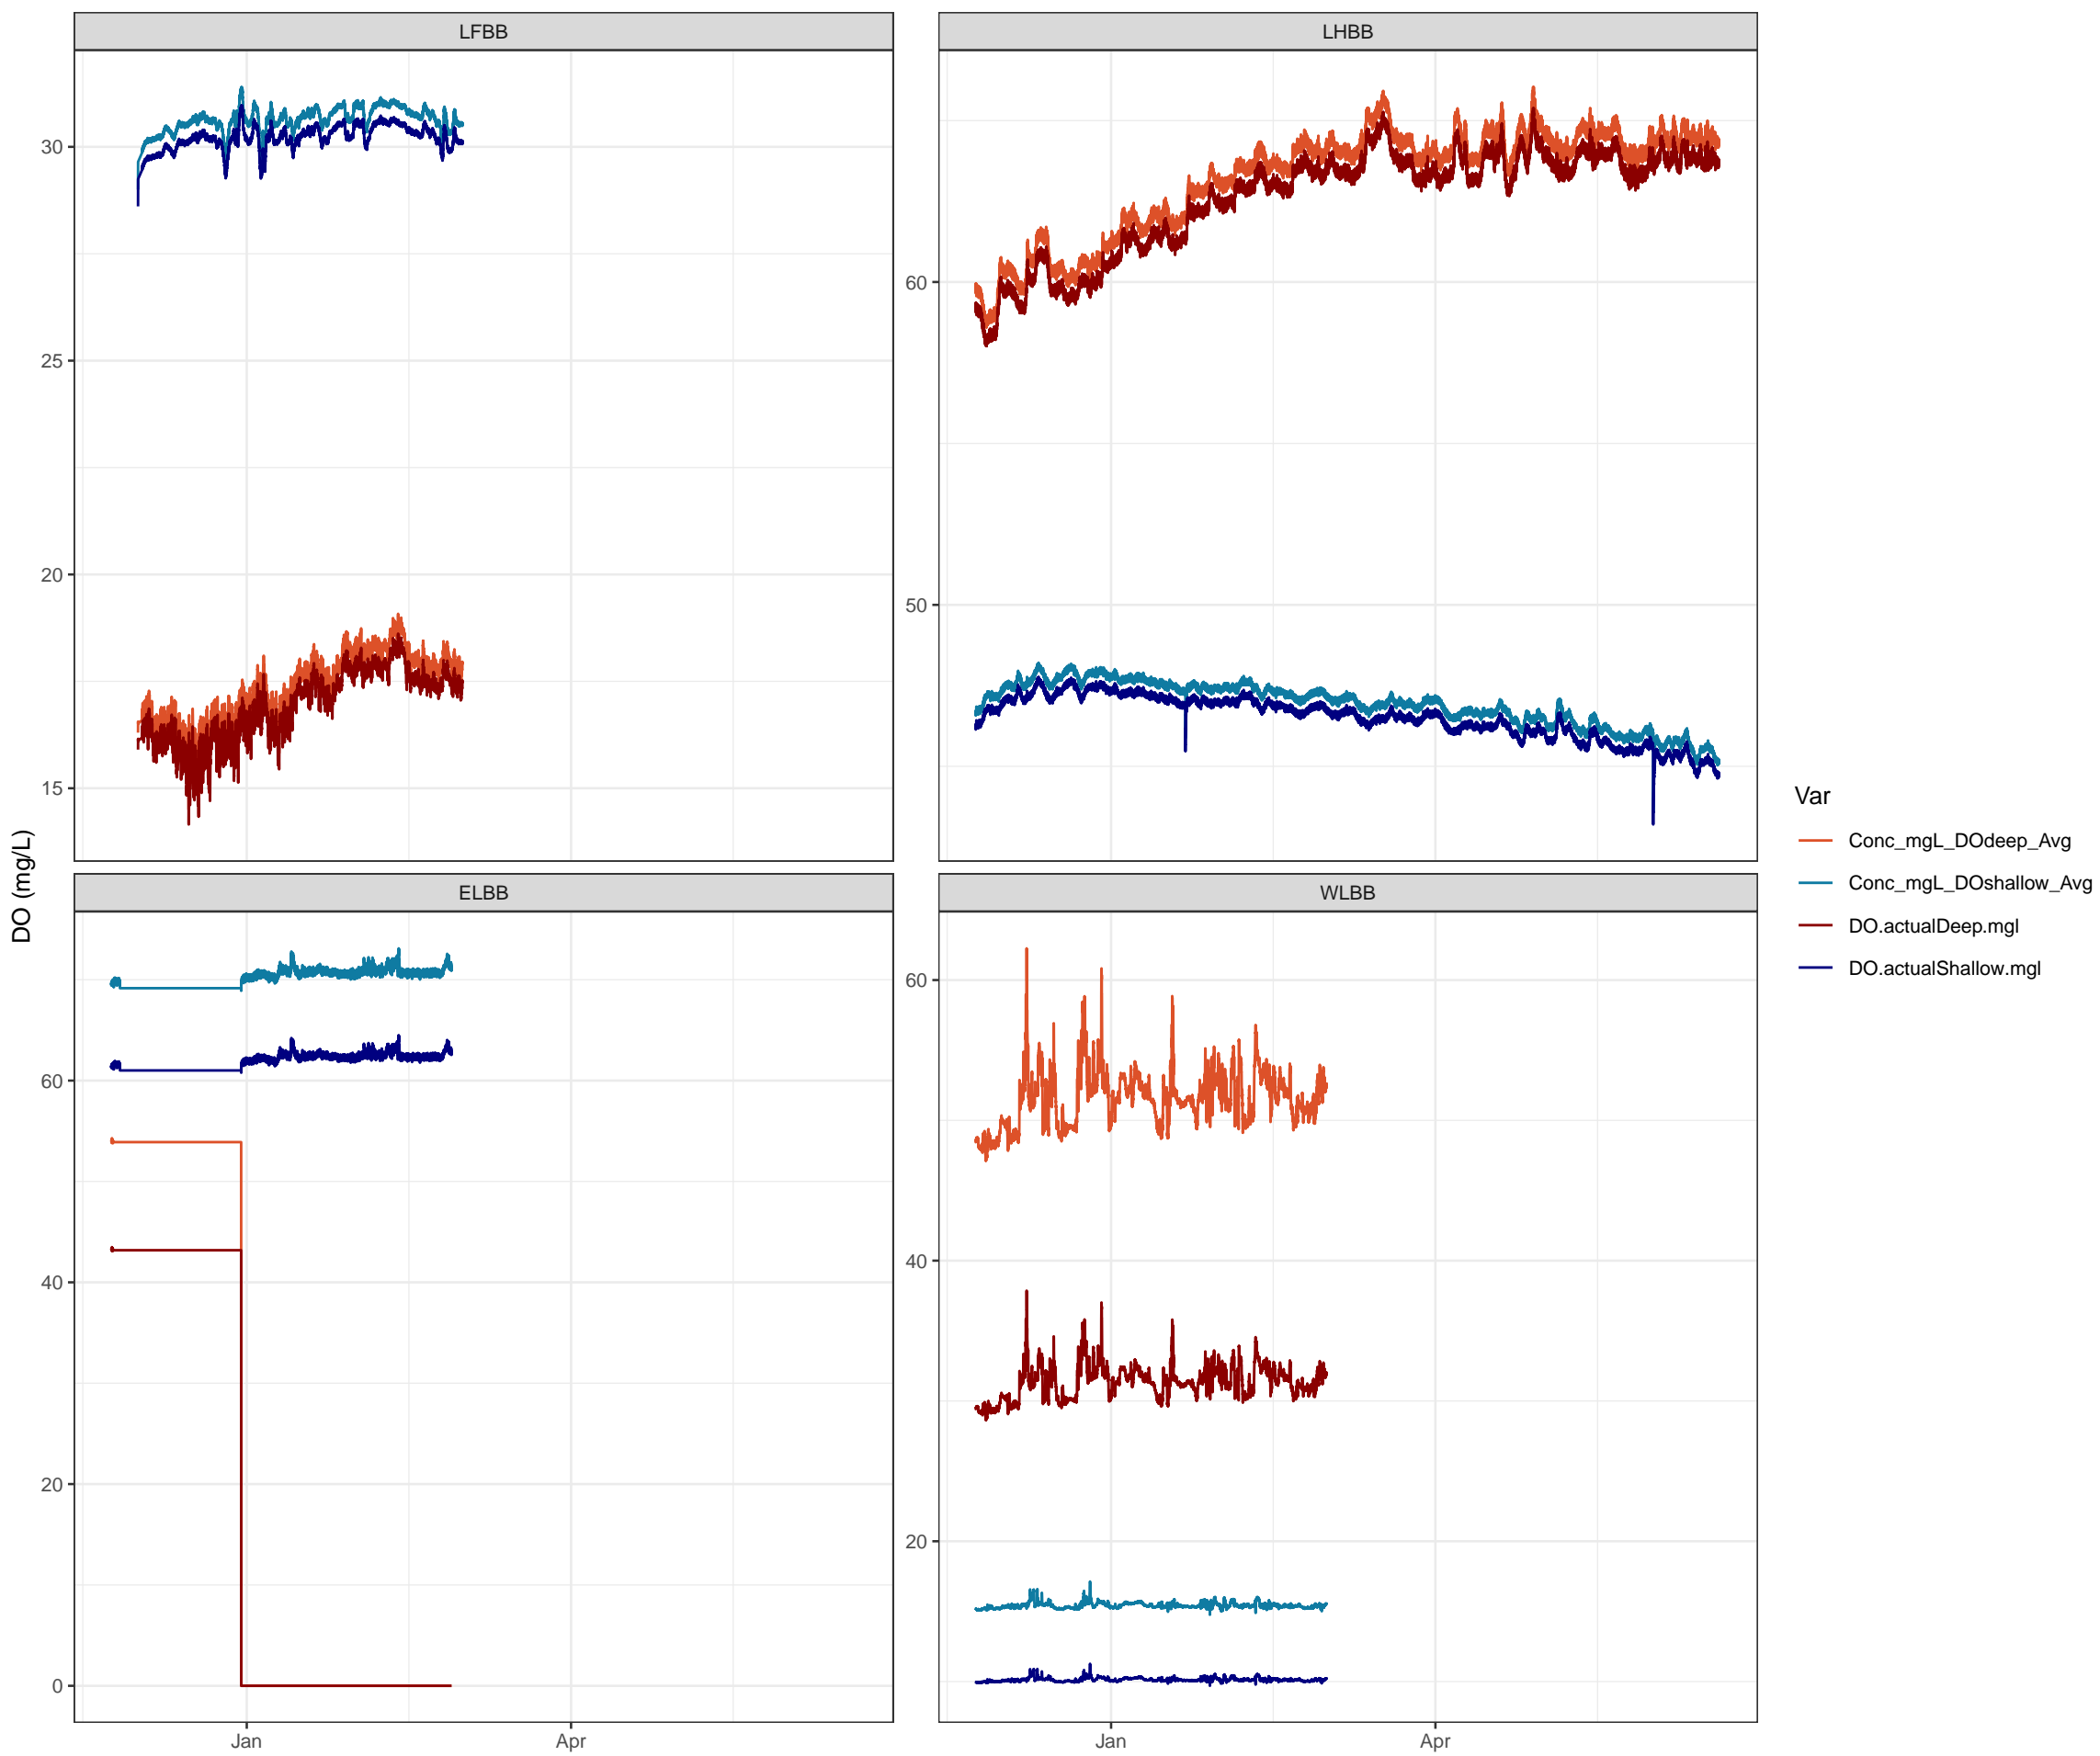 LFBB
LHBB
30
25
20
15
60
50
DO (mg/L)
ELBB
WLBB
60
40
20
0
60
40
20
Jan
Apr
Jan
Apr
Var
Conc_mgL_DOdeep_Avg
Conc_mgL_DOshallow_Avg
DO.actualDeep.mgl
DO.actualShallow.mgl